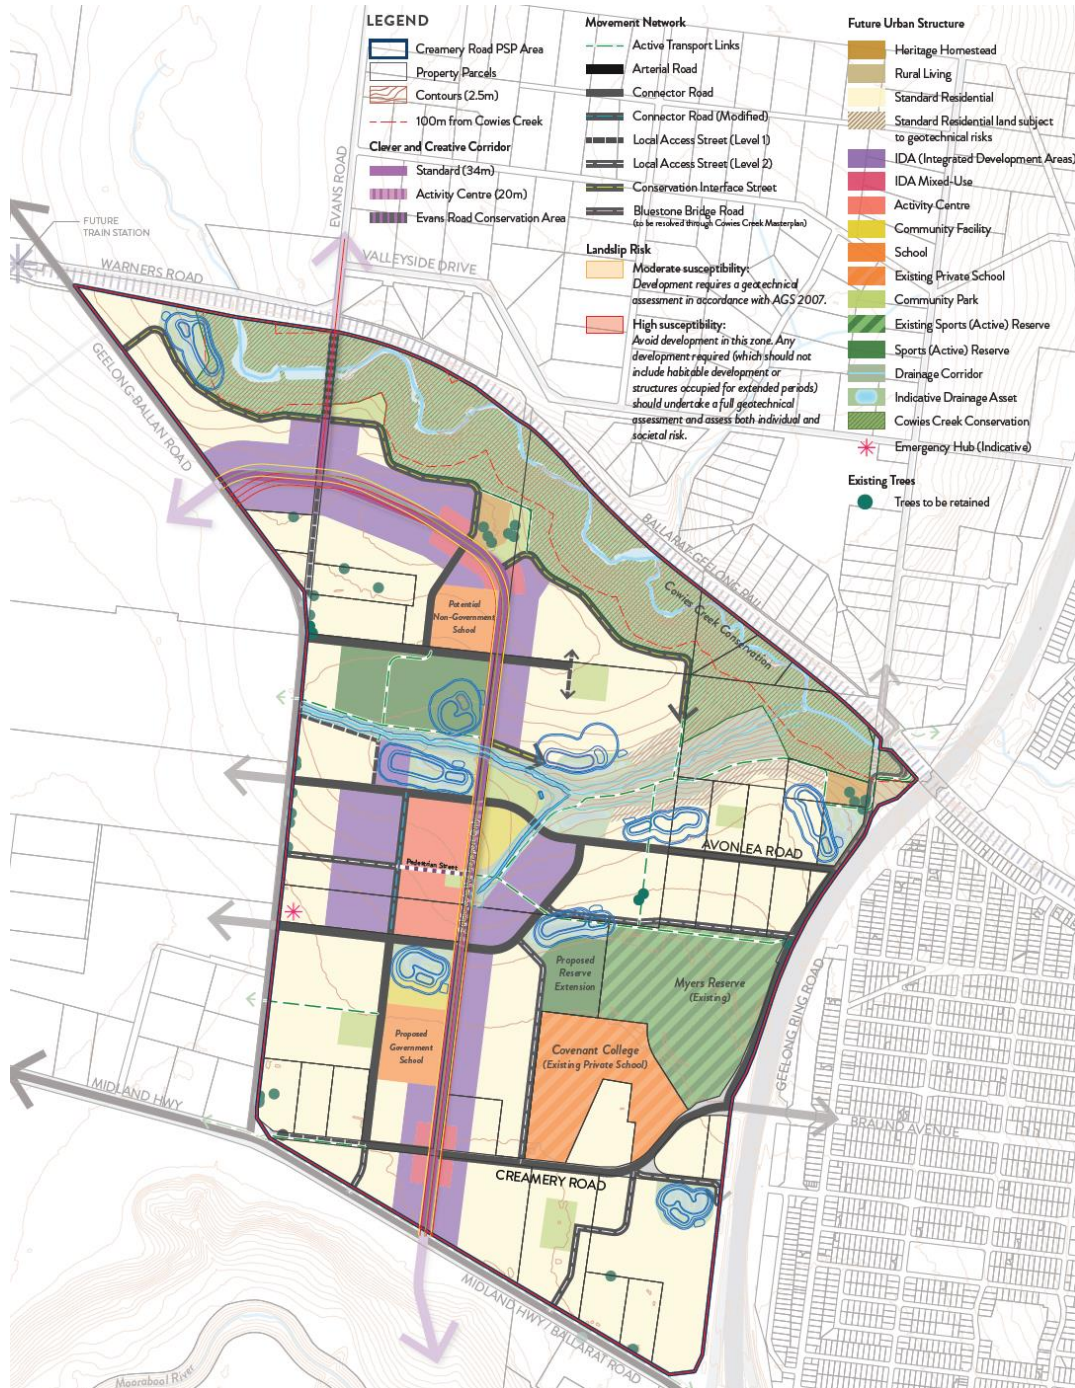 LEGEND
Creamery Road PSP Area
Property Parcels
Contours (2.5m)
100m from Cowies Creek
Clever and Creative Corridor
Standard (34m)
Activity Centre (20m)
Evans Road Conservation Area
Movement Network
Active Transport Links
Arterial Road
Connector Road
Connector Road (Modified)
Local Access Street (Level 1)
Local Access Street (Level 2)
Conservation Interface Street
Bluestone Bridge Road
(to be resolved through Cowies Creek Masterplan)
Landslip Risk
Moderate susceptibility:
Development requires a geotechnical
assessment in accordance with AGS 2007.
High susceptibility:
Avoid development in this zone. Any
development required (which should not
include habitable development or
structures occupied for extended periods)
should undertake a full geotechnical
assessment and assess both individual and
societal risk.
Future Urban Structure
Heritage Homestead
Rural Living
Standard Residential
Standard Residential land subject
to geotechnical risks
IDA (Integrated Development Areas)
IDA Mixed-Use
Activity Centre
Community Facility
School
Existing Private School
Community Park
Existing Sports (Active) Reserve
Sports (Active) Reserve
Drainage Corridor
Indicative Drainage Asset
Cowies Creek Conservation
Emergency Hub (Indicative)
Existing Trees
Trees to be retained
EVANS ROAD
FUTURE
TRAIN STATION
WARNERS ROAD
VALLEYSIDE DRIVE
GEELONG-BALLAN ROAD
BALLARAT-GEELONG RAIL
Cowies Creek Conservation
Potential
Non-Government
School
Pedestrian Street
AVONLEA ROAD
Proposed
Reserve
Extension
Myers Reserve
(Existing)
Proposed
Government
School
Covenant College
(Existing Private School)
GEELONG RING ROAD
MIDLAND HWY
BRAUND AVENUE
CREAMERY ROAD
MIDLAND HWY / BALLARAT ROAD
Moorabool River